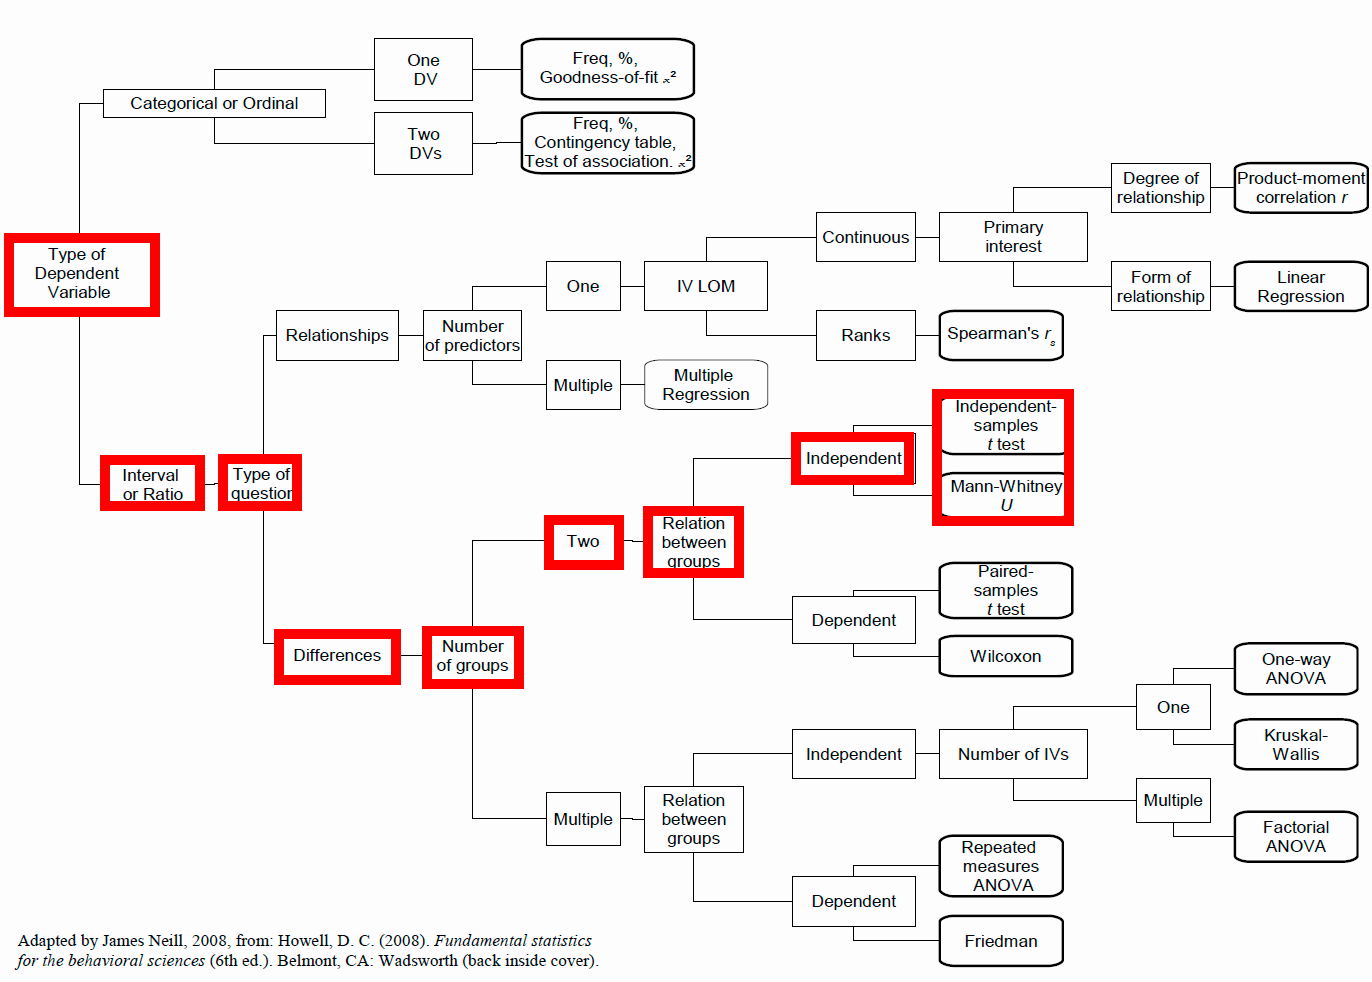 One
DV
Freq, %,
Goodness-of-fit x²
Categorical or Ordinal
Two
DVs
Freq, %,
Contingency table,
Test of association. x²
Type of
Dependent
Variable
Degree of
relationship
Product-moment
correlation r
Continuous
Primary
interest
One
IV LOM
Form of
relationship
Linear
Regression
Relationships
Number
of predictors
Ranks
Spearman's rs
Multiple
Multiple
Regression
Interval
or Ratio
Type of
question
Independent
Independent-
samples
t test
Mann-Whitney
U
Two
Relation
between
groups
Paired-
samples
t test
Dependent
Wilcoxon
Differences
Number
of groups
One-way
ANOVA
One
Kruskal-
Wallis
Independent
Number of IVs
Multiple
Relation
between
groups
Multiple
Factorial
ANOVA
Repeated
measures
ANOVA
Dependent
Friedman
Adapted by James Neill, 2008, from: Howell, D. C. (2008). Fundamental statistics
for the behavioral sciences (6th ed.). Belmont, CA: Wadsworth (back inside cover).